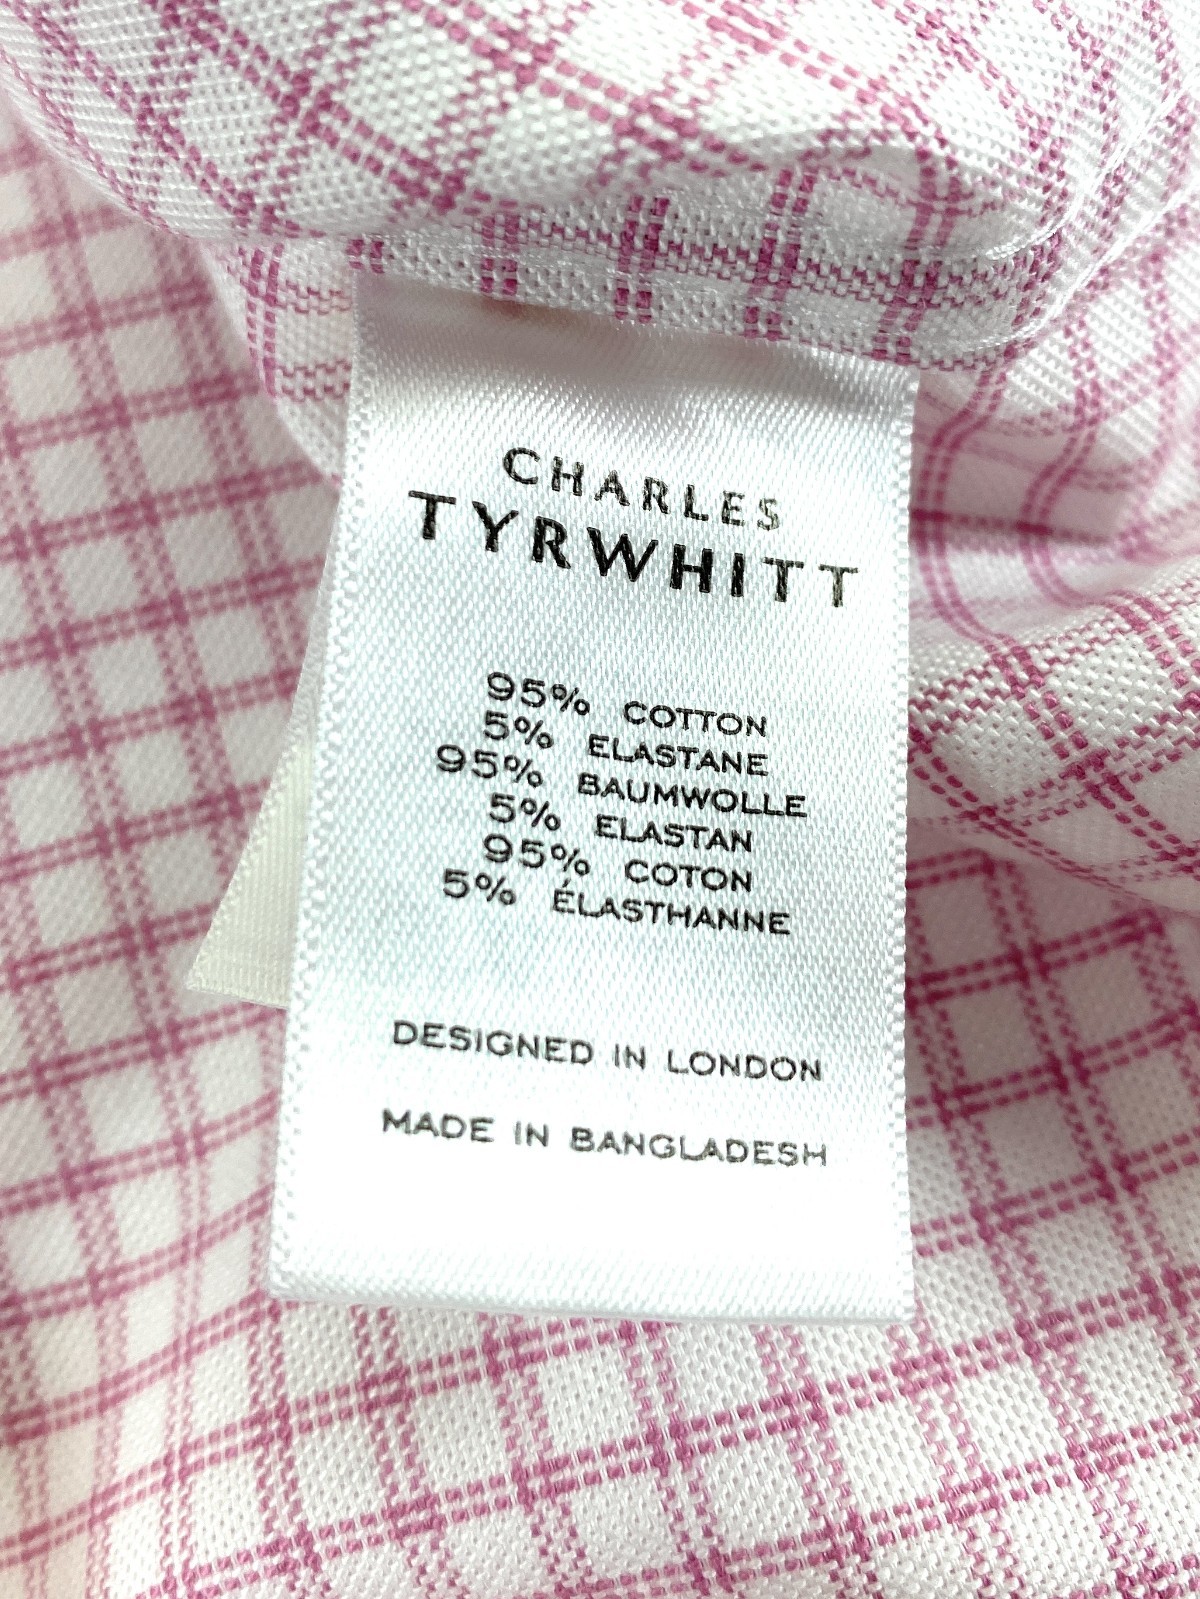 CHARLES
TYRWHITT
95% COTTON
5% ELASTANE
95% BAUMWOLLE
5% ELASTAN
95% COTON
5% ÉLASTHANNE
DESIGNED IN LONDON
MADE IN BANGLADESH